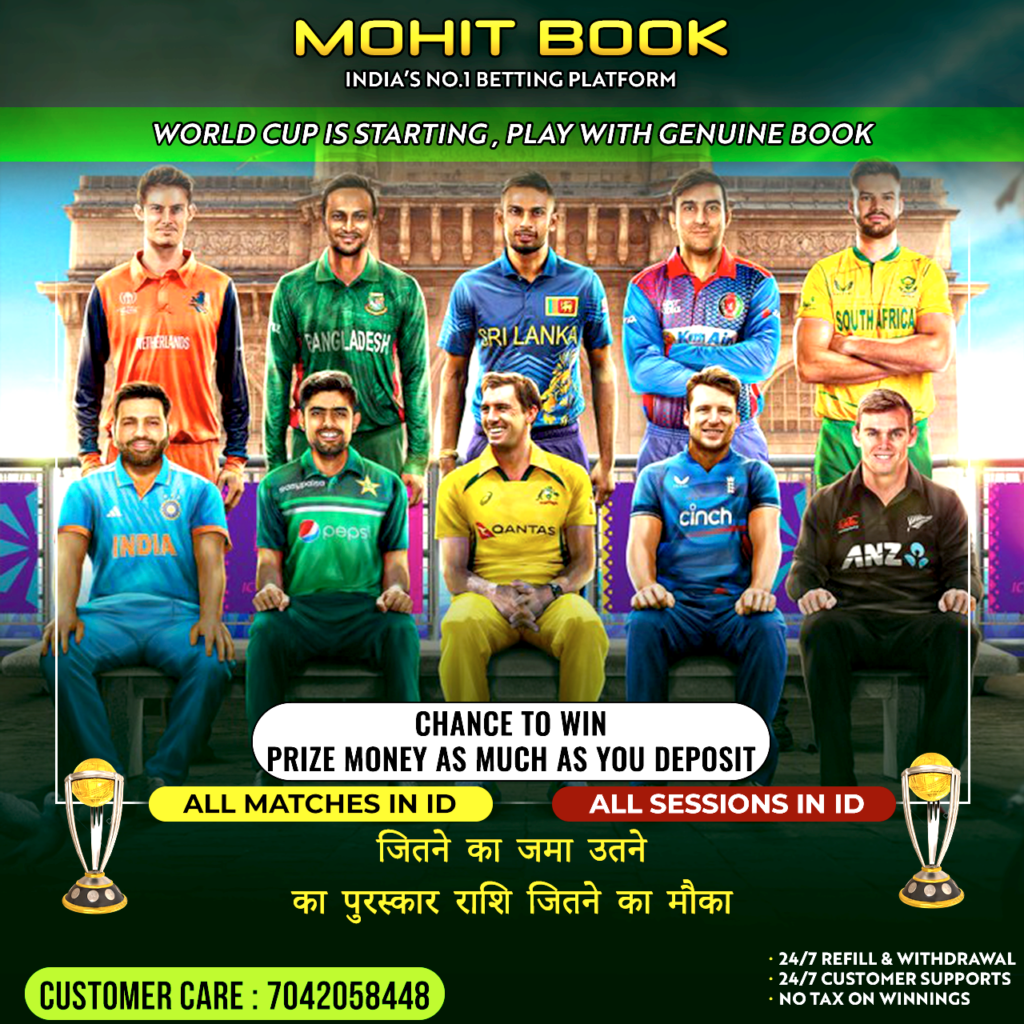 MOHIT BOOK
INDIA'S NO.1 BETTING PLATFORM
WORLD CUP IS STARTING , PLAY WITH GENUINE BOOK
NETHERLANDS
BANGLADESH
SRI LANKA
SOUTH AFRICA
easypaisa
INDIA
pepsi
QANTAS
cinch
ANZ
CHANCE TO WIN
PRIZE MONEY AS MUCH AS YOU DEPOSIT
ALL MATCHES IN ID
ALL SESSIONS IN ID
जितने का जमा उतने
का पुरस्कार राशि जितने का मौका
· 24/7 REFILL & WITHDRAWAL
· 24/7 CUSTOMER SUPPORTS
· NO TAX ON WINNINGS
CUSTOMER CARE : 7042058448